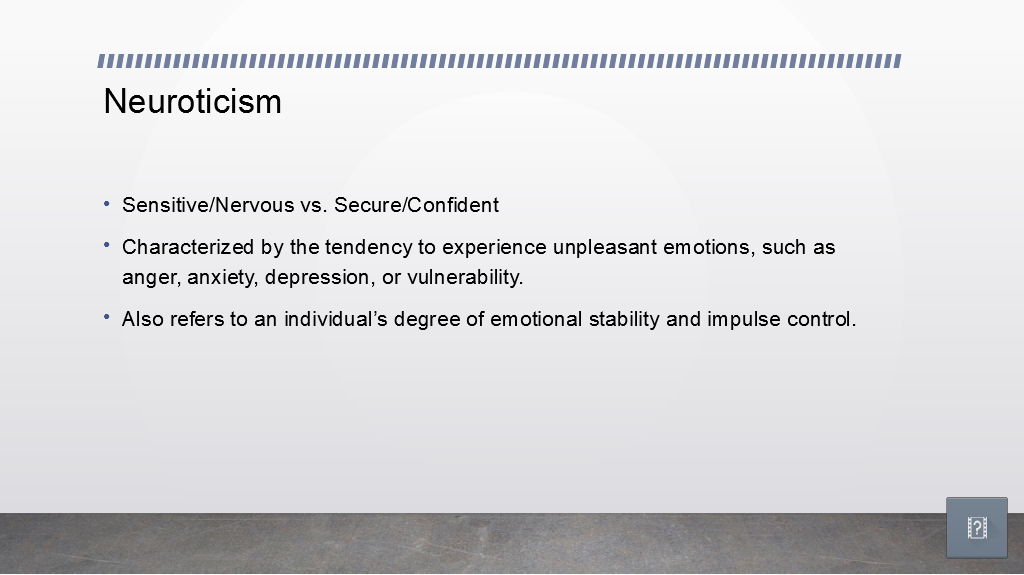 Neuroticism
• Sensitive/Nervous vs. Secure/Confident
• Characterized by the tendency to experience unpleasant emotions, such as
anger, anxiety, depression, or vulnerability.
• Also refers to an individual’s degree of emotional stability and impulse control.
?